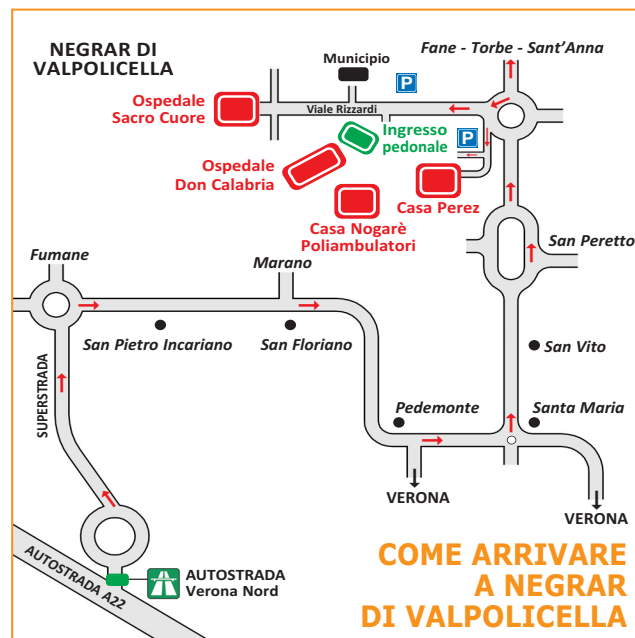 NEGRAR DI
VALPOLICELLA
Municipio
Fane - Torbe - Sant'Anna
P
Ospedale
Sacro Cuore
Viale Rizzardi
Ingresso
pedonale
P
Ospedale
Don Calabria
Casa Perez
Casa Nogarè
Poliambulatori
San Peretto
Fumane
Marano
San Pietro Incariano
San Floriano
San Vito
SUPERSTRADA
Pedemonte
Santa Maria
VERONA
VERONA
AUTOSTRADA A22
AUTOSTRADA
Verona Nord
COME ARRIVARE
A NEGRAR
DI VALPOLICELLA